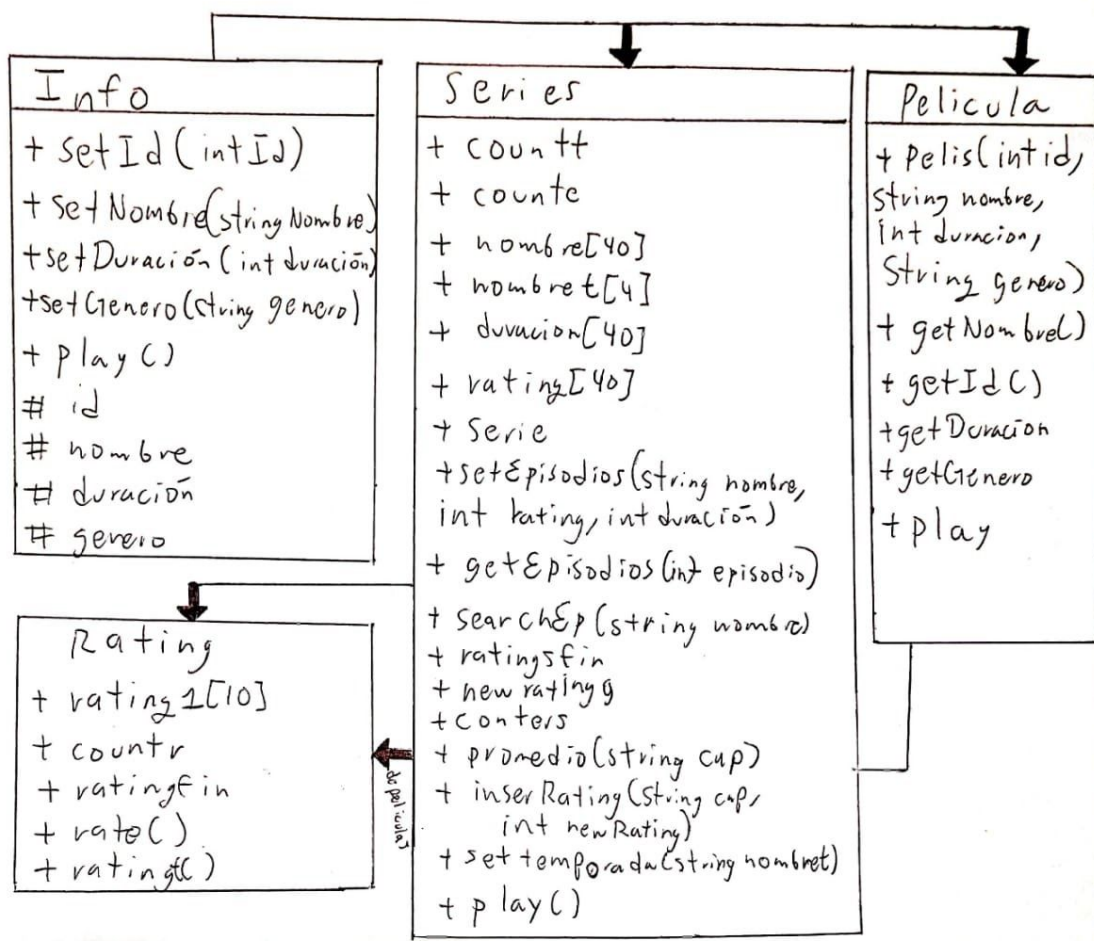 Info
+ setId(int Id)
+ setNombre(string Nombre)
+setDuración(int duración)
+setGenero(string genero)
+ play()
# id
# nombre
# duración
# genero
Series
+ countt
+ counte
+ nombre[40]
+ nombret[4]
+ duracion[40]
+ rating[40]
+ Serie
+setEpisodios(string nombre,
int rating, int duración)
+ getEpisodios(int episodio)
+ searchEp(string nombre)
+ ratingsfin
+ newratingg
+conters
+ promedio(string cap)
+ inserRating(string cap,
int newRating)
+ set temporada(string nombret)
+ play()
Pelicula
+ Pelis(int id,
string nombre,
int duracion,
String genero)
+ getNombre()
+ getId()
+getDuracion
+getGenero
+ play
Rating
+ rating1[10]
+ countr
+ ratingfin
+ rate()
+ ratingt()
de pelicula